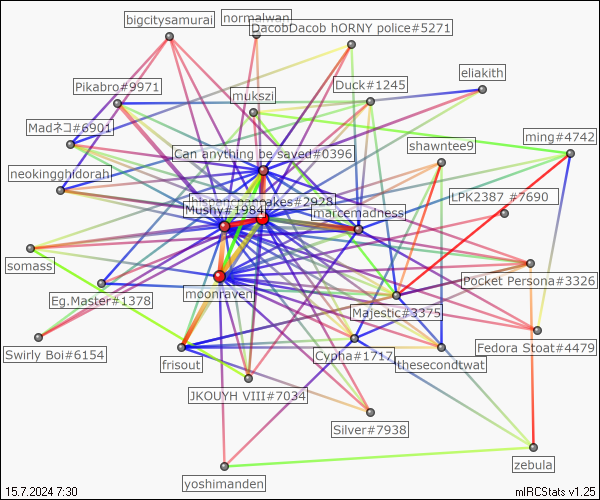 bigcitysamurai
normalwan
DacobDacob hORNY police#5271
eliakith
Pikabro#9971
Duck#1245
mukszi
Madネコ#6901
ming#4742
shawntee9
Can anything be saved#0396
neokingghidorah
LPK2387 #7690
hispanicpancakes#2928
Mushy#1984
marcemadness
somass
Pocket Persona#3326
moonraven
Eg.Master#1378
Majestic#3375
Fedora Stoat#4479
Swirly Boi#6154
frisout
Cypha#1717
thesecondtwat
JKOUYH VIII#7034
Silver#7938
zebula
yoshimanden
15.7.2024 7:30
mIRCStats v1.25